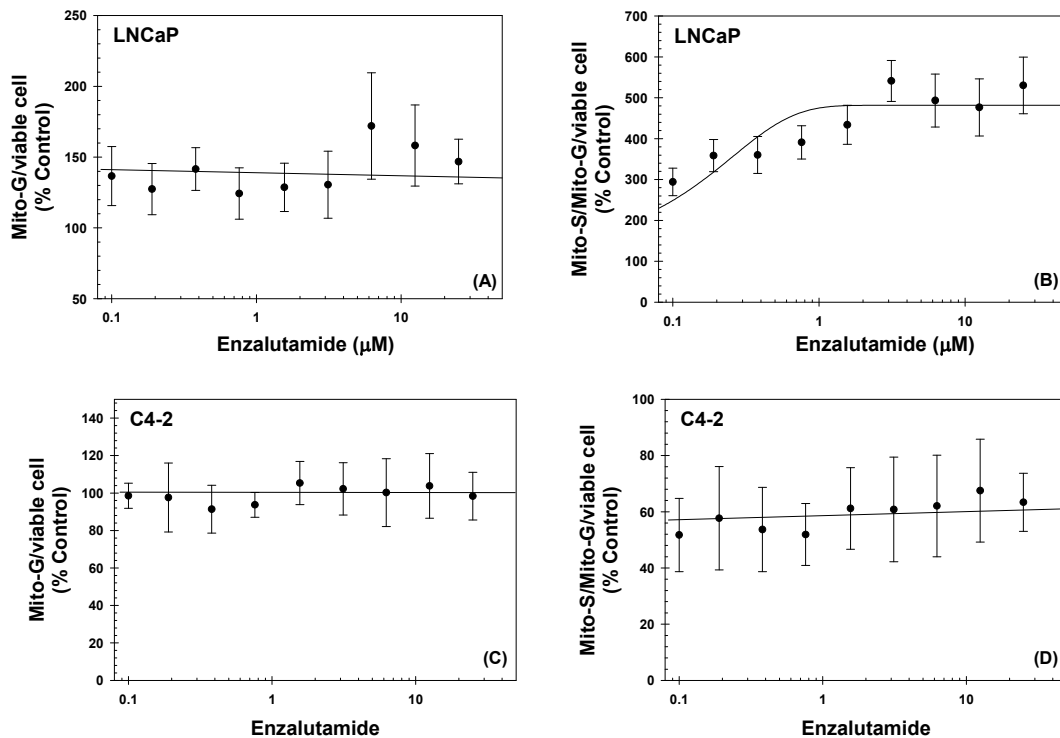 LNCaP
Mito-G/viable cell
(% Control)
250
200
150
100
50
(A)
0.1
1
10
Enzalutamide (μM)
LNCaP
Mito-S/Mito-G/viable cell
(% Control)
700
600
500
400
300
200
100
0
(B)
0.1
1
10
Enzalutamide (μM)
C4-2
Mito-G/viable cell
(% Control)
140
120
100
80
60
40
20
0
(C)
0.1
1
10
Enzalutamide
C4-2
Mito-S/Mito-G/viable cell
(% Control)
100
80
60
40
20
0
(D)
0.1
1
10
Enzalutamide